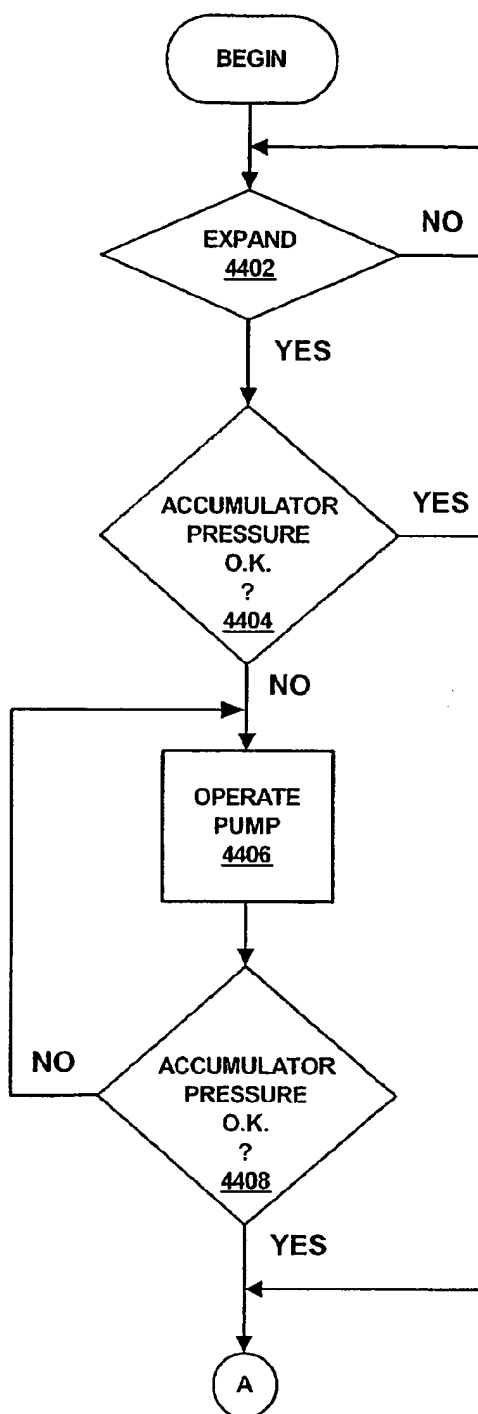 BEGIN
EXPAND
4402
NO
YES
ACCUMULATOR
PRESSURE
O.K.
?
4404
YES
NO
OPERATE
PUMP
4406
NO
ACCUMULATOR
PRESSURE
O.K.
?
4408
YES
A